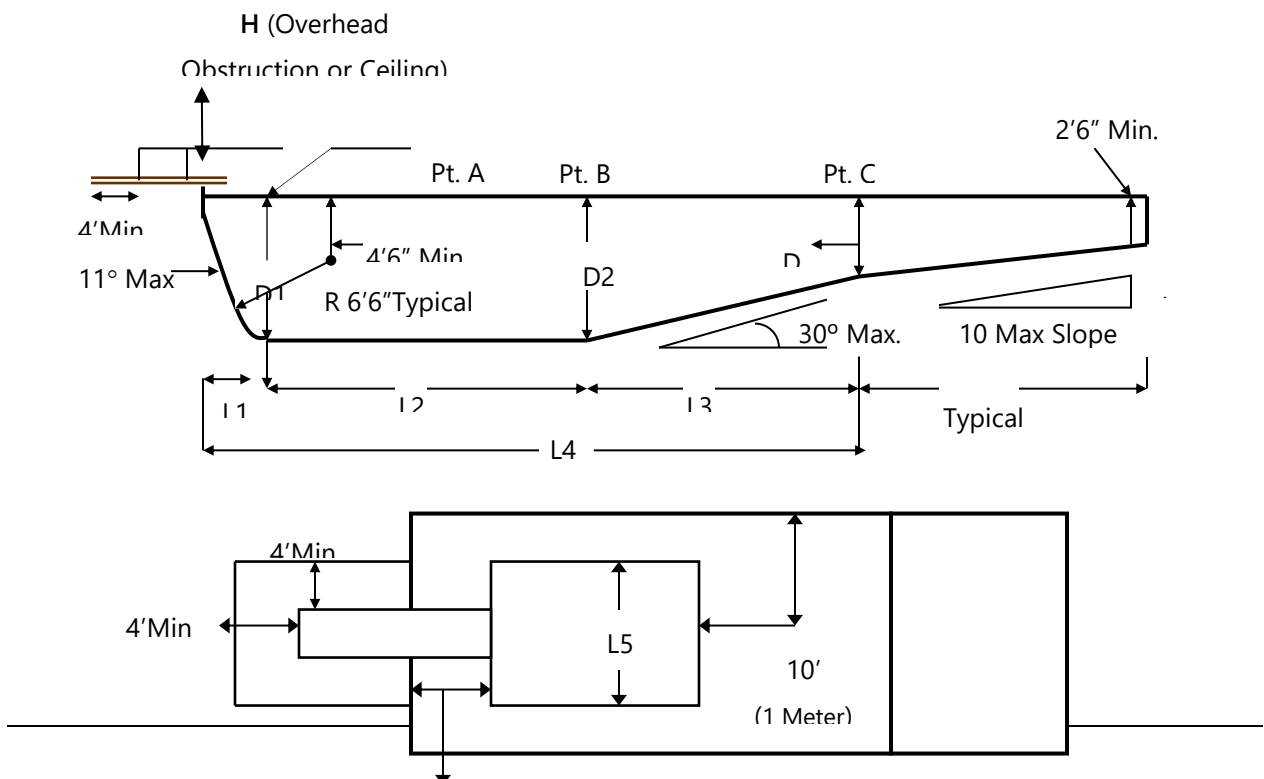 H (Overhead
Obstruction or Ceiling)
2'6" Min.
Pt. A
Pt. B
Pt. C
4'Min
4'6" Min
D
11° Max
D1
D2
R 6'6"Typical
30º Max.
10 Max Slope
L1
L2
L3
Typical
L4
4'Min
4'Min
L5
10'
(1 Meter)